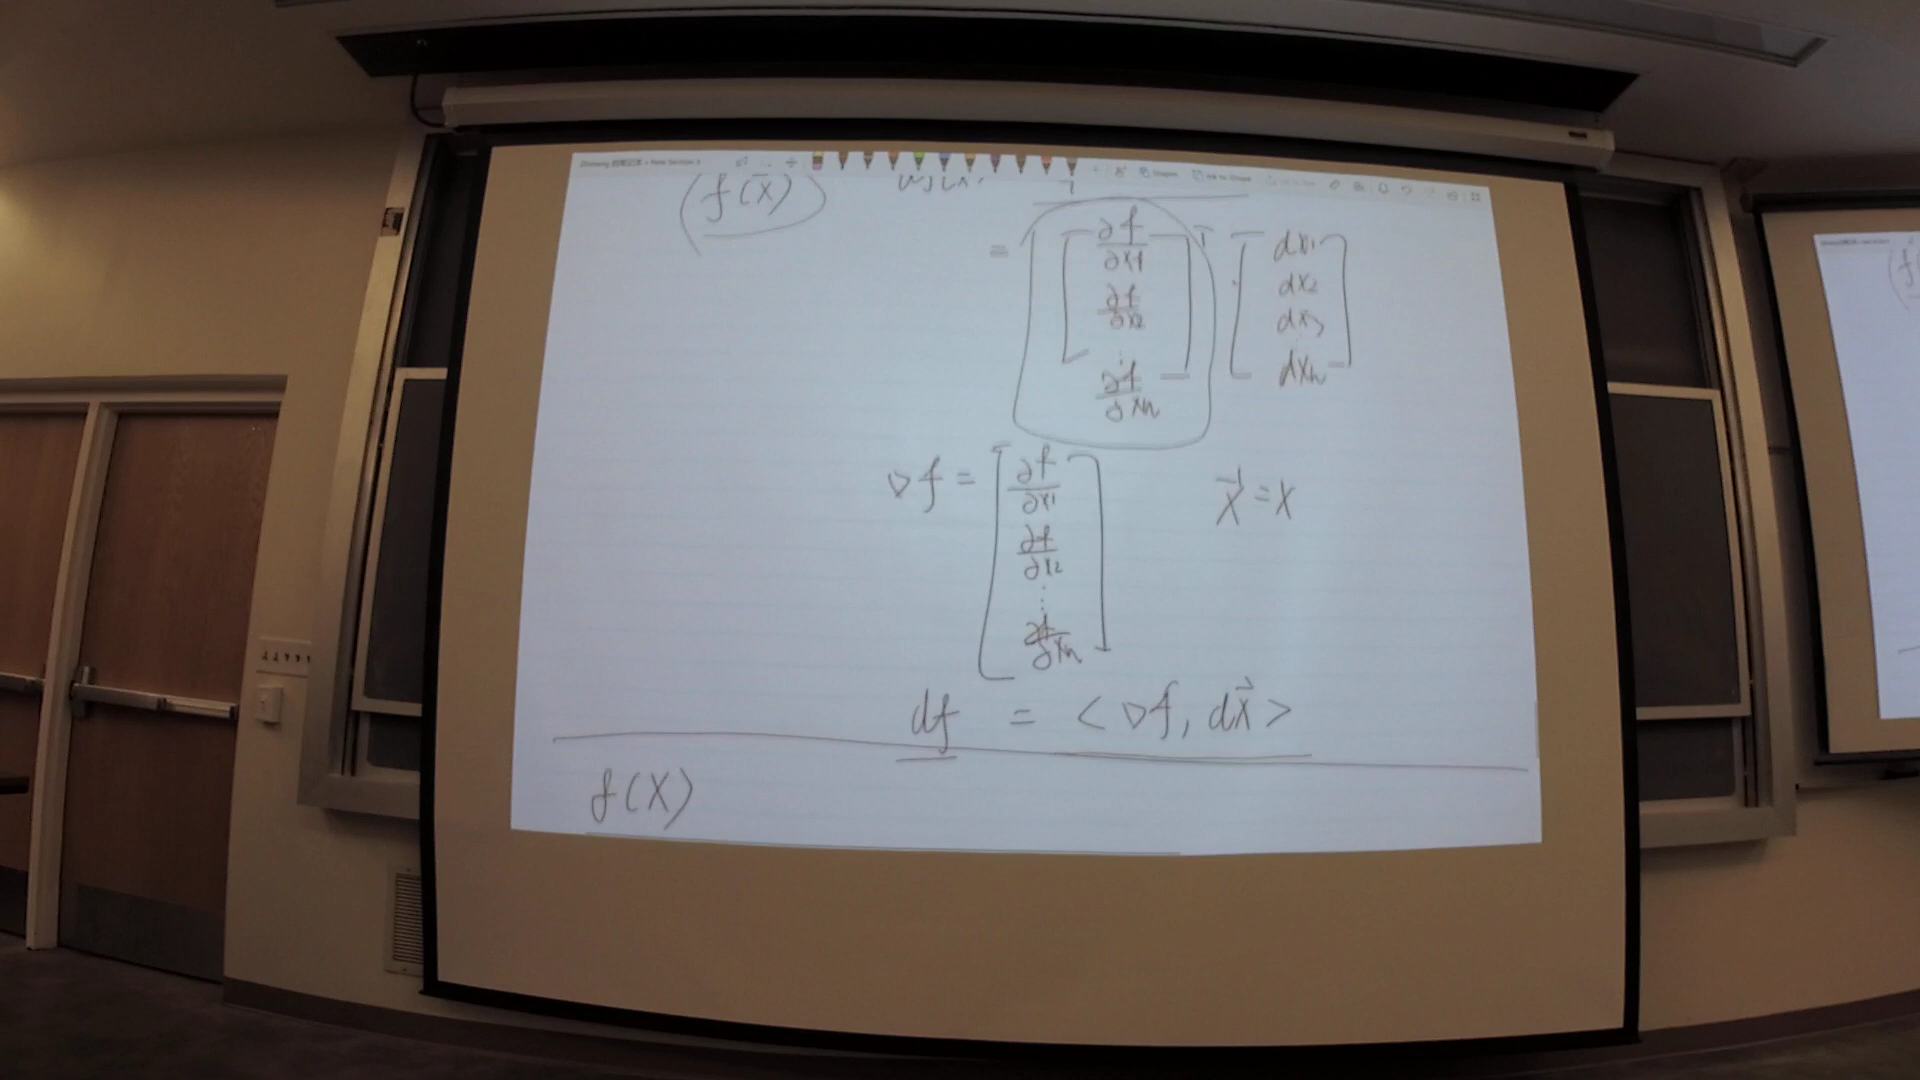 f(x⃗)
= [∂f/∂x1 ∂f/∂x2 ⋮ ∂f/∂xn]ᵀ · [dx1 dx2 dx3 ⋮ dxn]
∇f = [∂f/∂x1 ∂f/∂x2 ⋮ ∂f/∂xn] x⃗ = x
df = <∇f, dx⃗>
f(X)